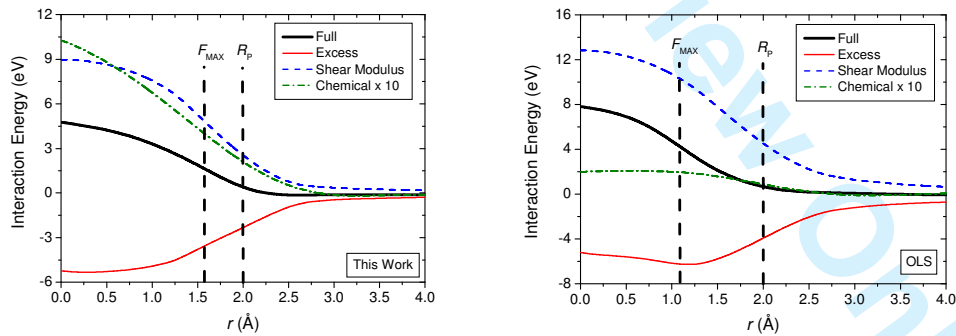 12
9
6
3
0
-3
-6
Interaction Energy (eV)
F_MAX
R_P
Full
Excess
Shear Modulus
Chemical x 10
This Work
0.0 0.5 1.0 1.5 2.0 2.5 3.0 3.5 4.0
r (Å)
16
12
8
4
0
-4
-8
Interaction Energy (eV)
F_MAX
R_P
Full
Excess
Shear Modulus
Chemical x 10
OLS
0.0 0.5 1.0 1.5 2.0 2.5 3.0 3.5 4.0
r (Å)